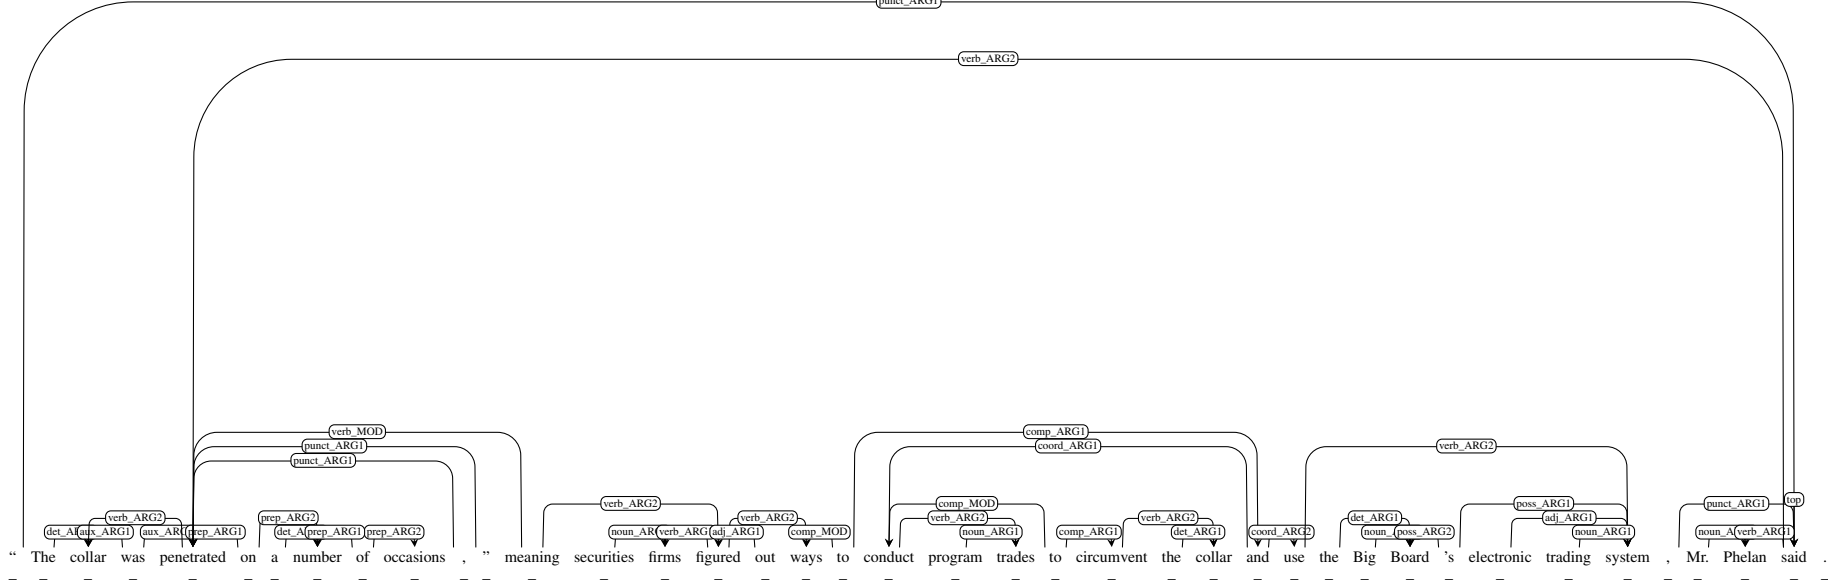 punct_ARG1
verb_ARG2
verb_MOD
punct_ARG1 comp_ARG1
coord_ARG1 verb_ARG2
punct_ARG1
top
verb_ARG2 comp_MOD poss_ARG1 punct_ARG1
verb_ARG2 prep_ARG2 verb_ARG2 verb_ARG2 verb_ARG2 det_ARG1 adj_ARG1
aux_ARG1 prep_ARG1 prep_ARG1 prep_ARG2 adj_ARG1 comp_MOD noun_ARG1 comp_ARG1 det_ARG1 coord_ARG2 poss_ARG2 noun_ARG1 verb_ARG1
“ The collar was penetrated on a number of occasions , ” meaning securities firms figured out ways to conduct program trades to circumvent the collar and use the Big Board 's electronic trading system , Mr. Phelan said .